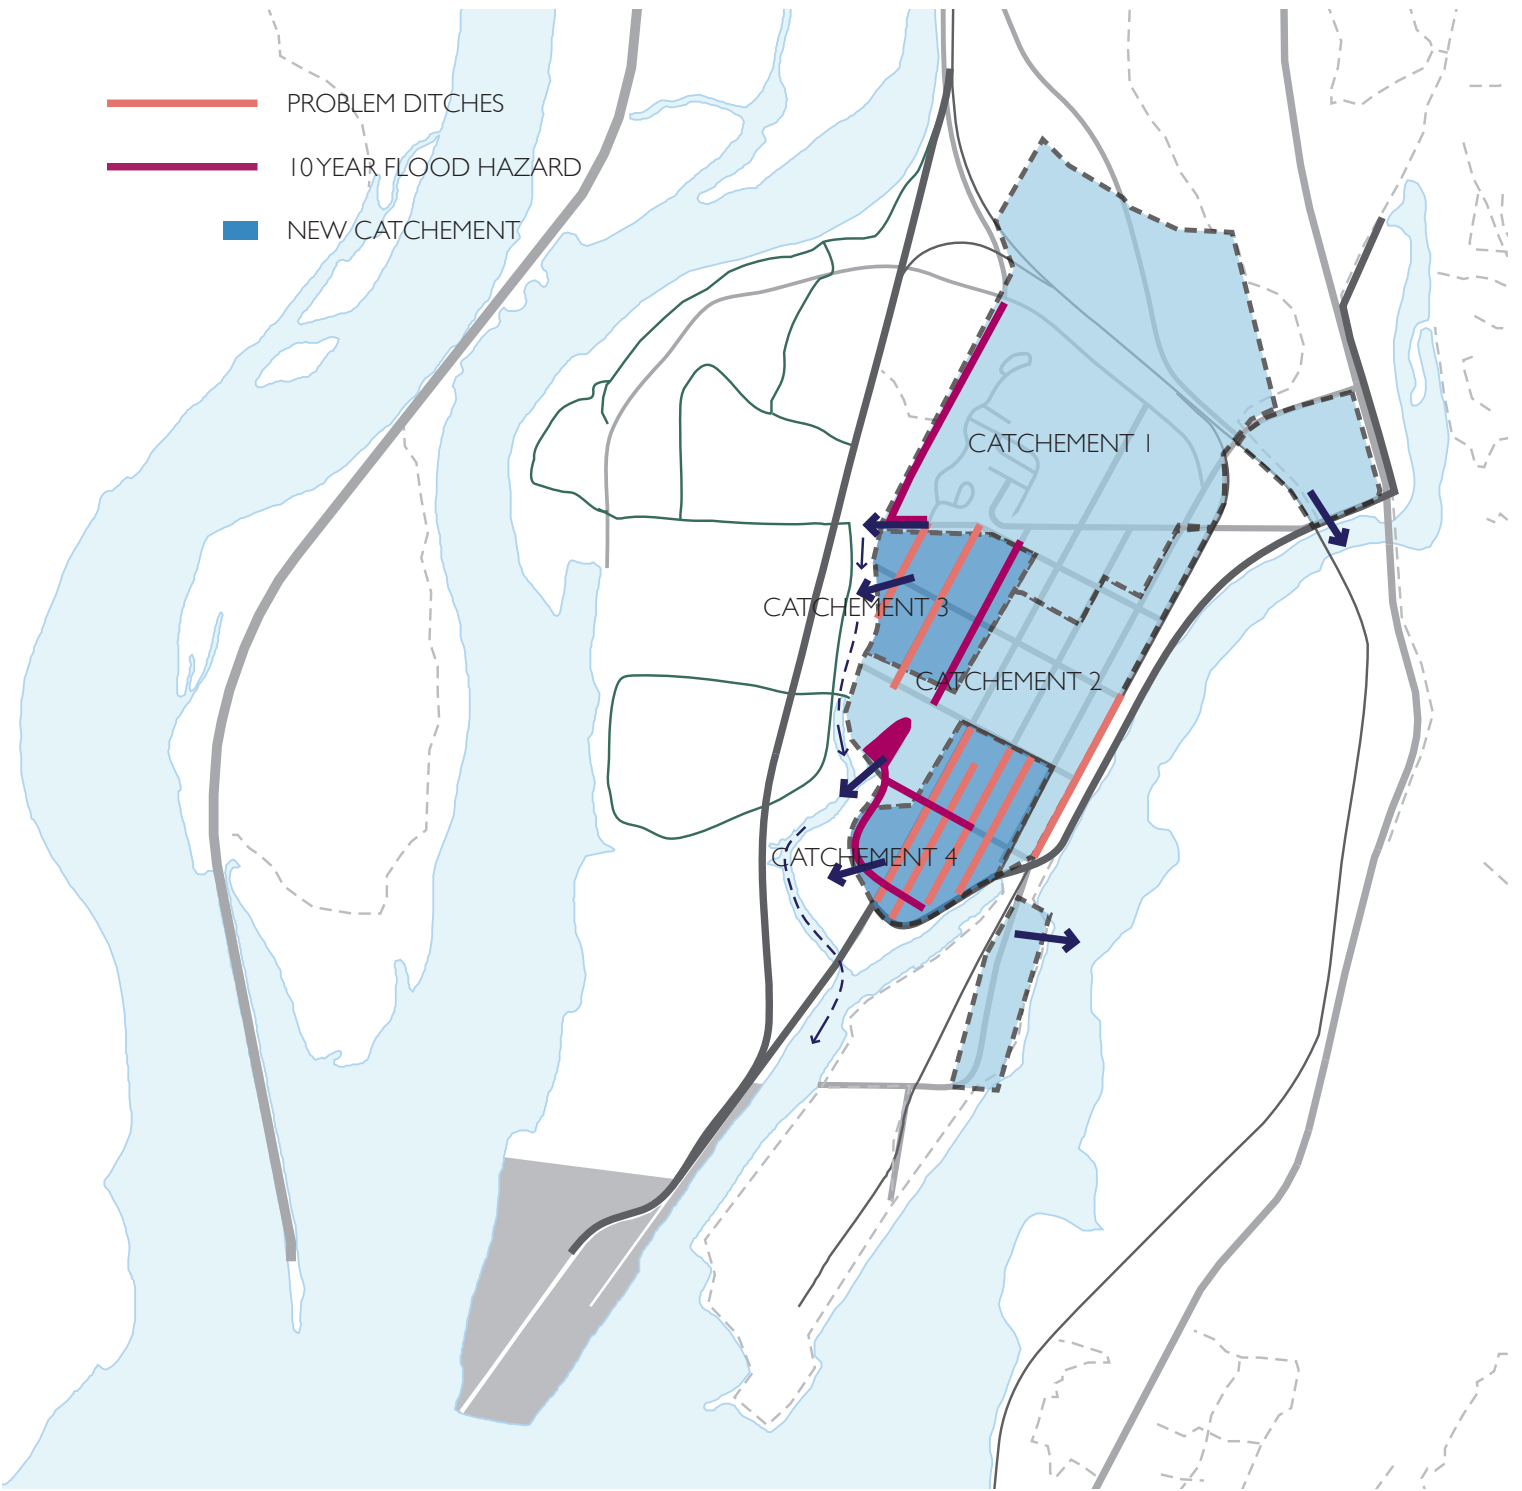 PROBLEM DITCHES
10 YEAR FLOOD HAZARD
NEW CATCHEMENT
CATCHEMENT 1
CATCHEMENT 3
CATCHEMENT 2
CATCHEMENT 4